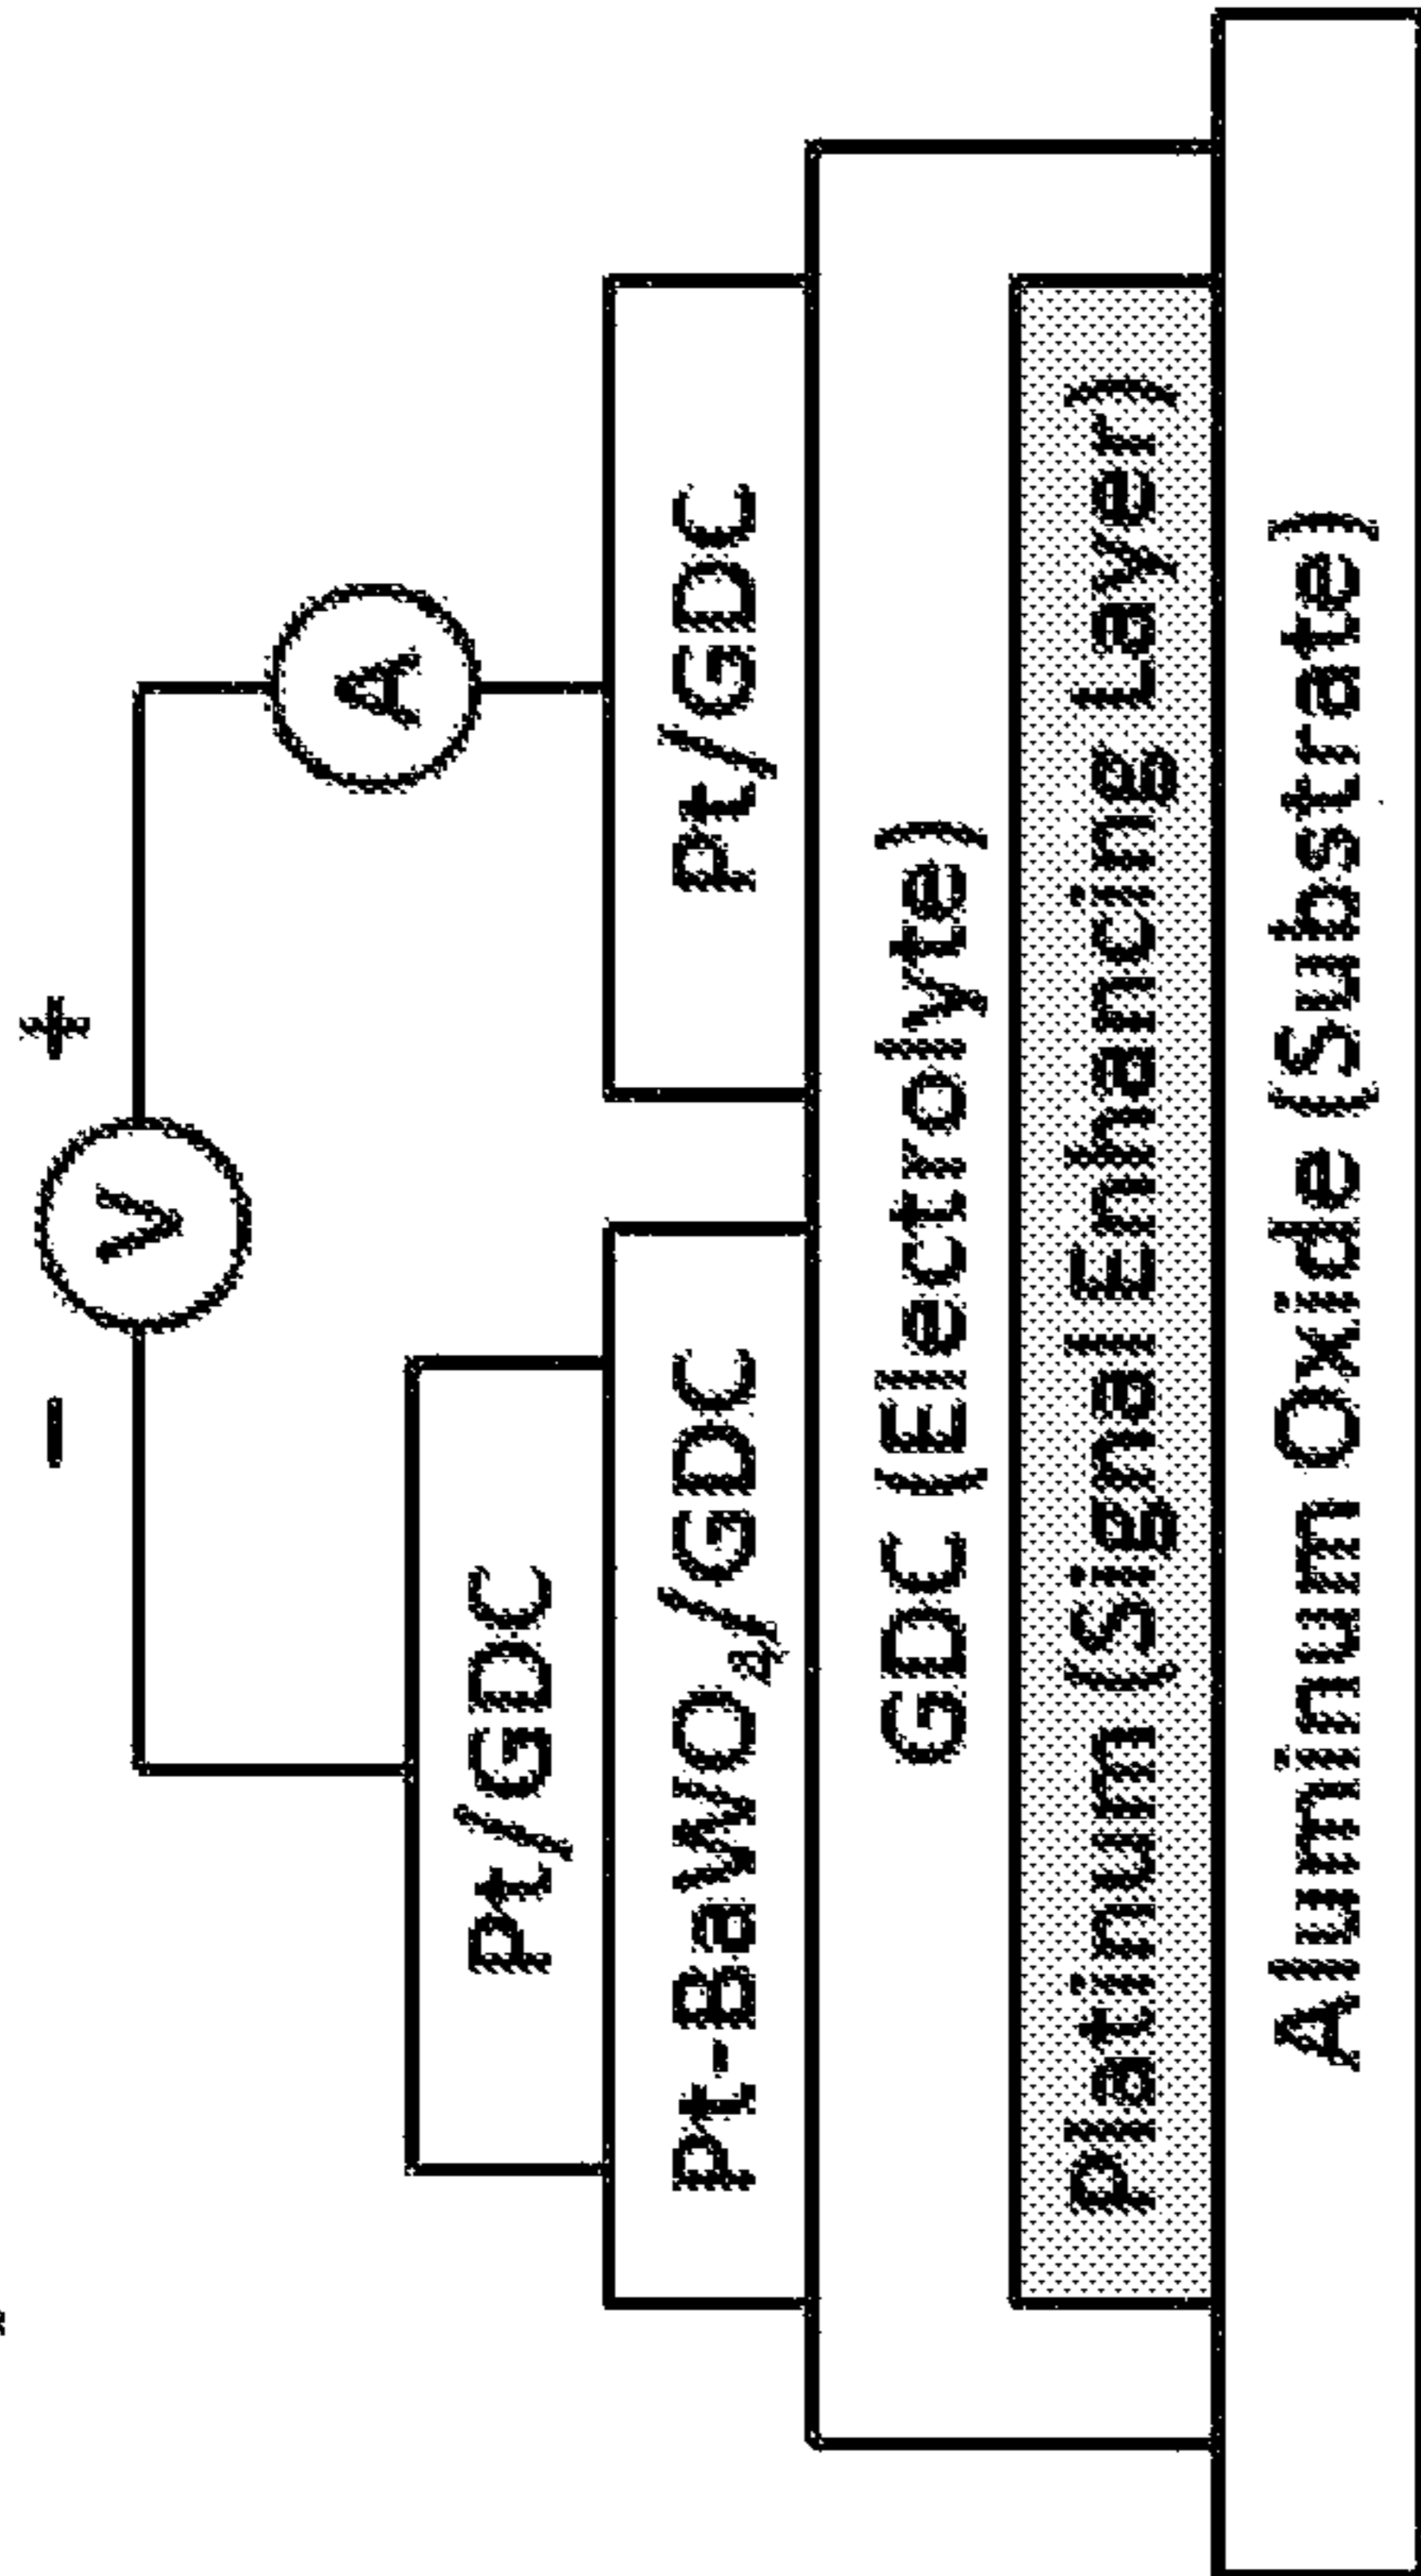 - +
V
A
Pt/GDC
Pt-BaWO₄/GDC
Pt/GDC
GDC (Electrolyte)
Platinum (Signal Enhancing Layer)
Aluminum Oxide (Substrate)